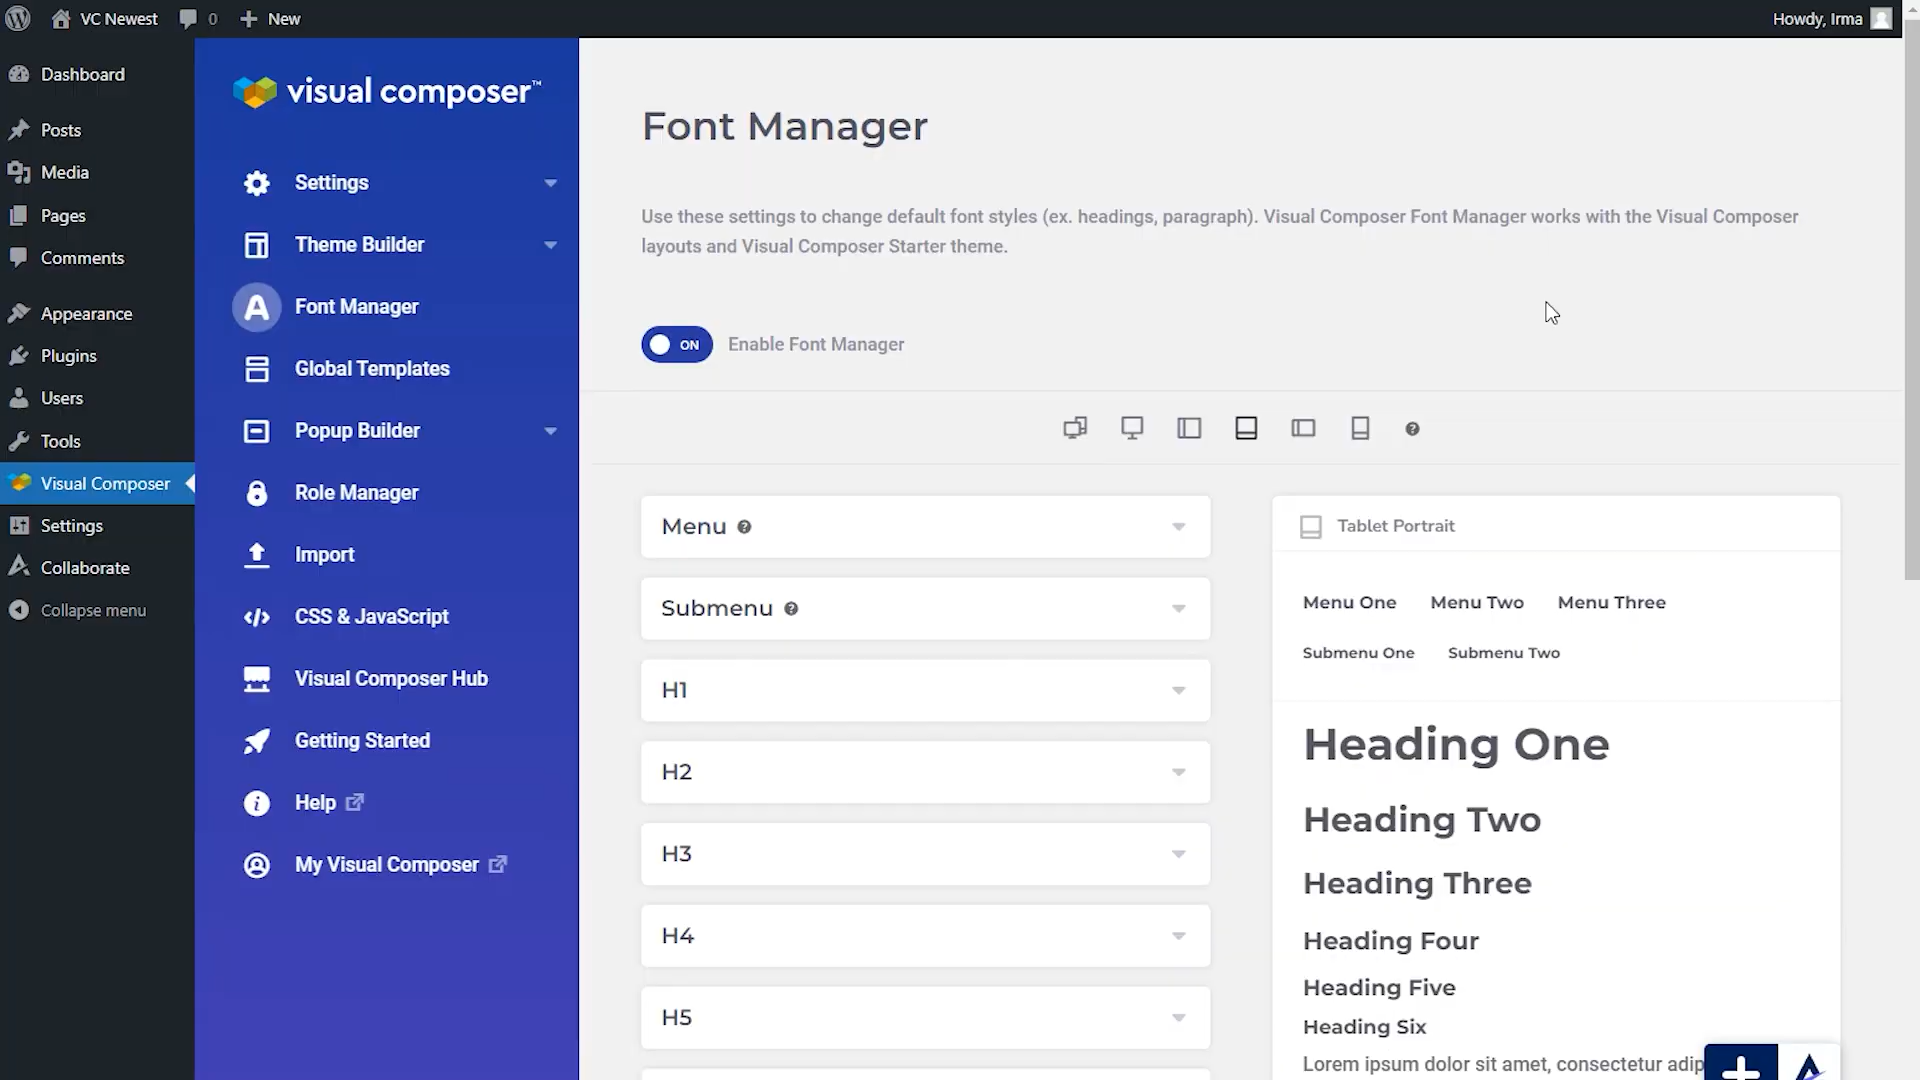 VC Newest
0
New
Howdy, Irma
Dashboard
Posts
Media
Pages
Comments
Appearance
Plugins
Users
Tools
Visual Composer
Settings
Collaborate
Collapse menu
visual composer™
Settings
Theme Builder
A
Font Manager
Global Templates
Popup Builder
Role Manager
Import
CSS & JavaScript
Visual Composer Hub
Getting Started
Help
My Visual Composer
Font Manager
Use these settings to change default font styles (ex. headings, paragraph). Visual Composer Font Manager works with the Visual Composer
layouts and Visual Composer Starter theme.
ON
Enable Font Manager
Menu
Submenu
H1
H2
H3
H4
H5
Tablet Portrait
Menu One Menu Two Menu Three
Submenu One Submenu Two
Heading One
Heading Two
Heading Three
Heading Four
Heading Five
Heading Six
Lorem ipsum dolor sit amet, consectetur adip